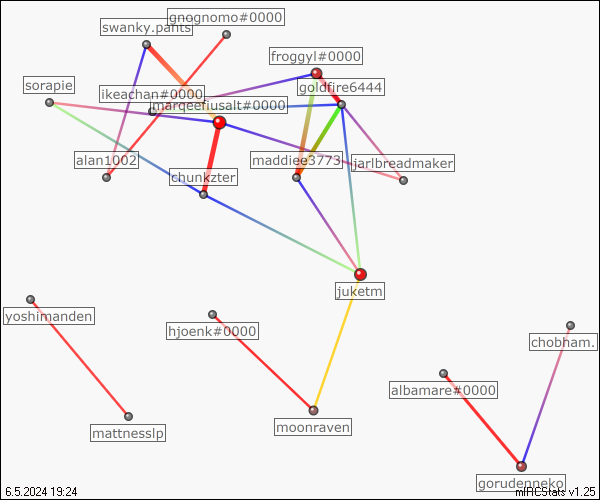 gnognomo#0000
swanky.pants
froggyl#0000
sorapie
ikeachan#0000
goldfire6444
marqeefiusalt#0000
alan1002
chunkzter
maddiee3773
jarlbreadmaker
juketm
yoshimanden
hjoenk#0000
chobham.
albamare#0000
moonraven
mattnesslp
gorudenneko
6.5.2024 19:24
mIRCStats v1.25